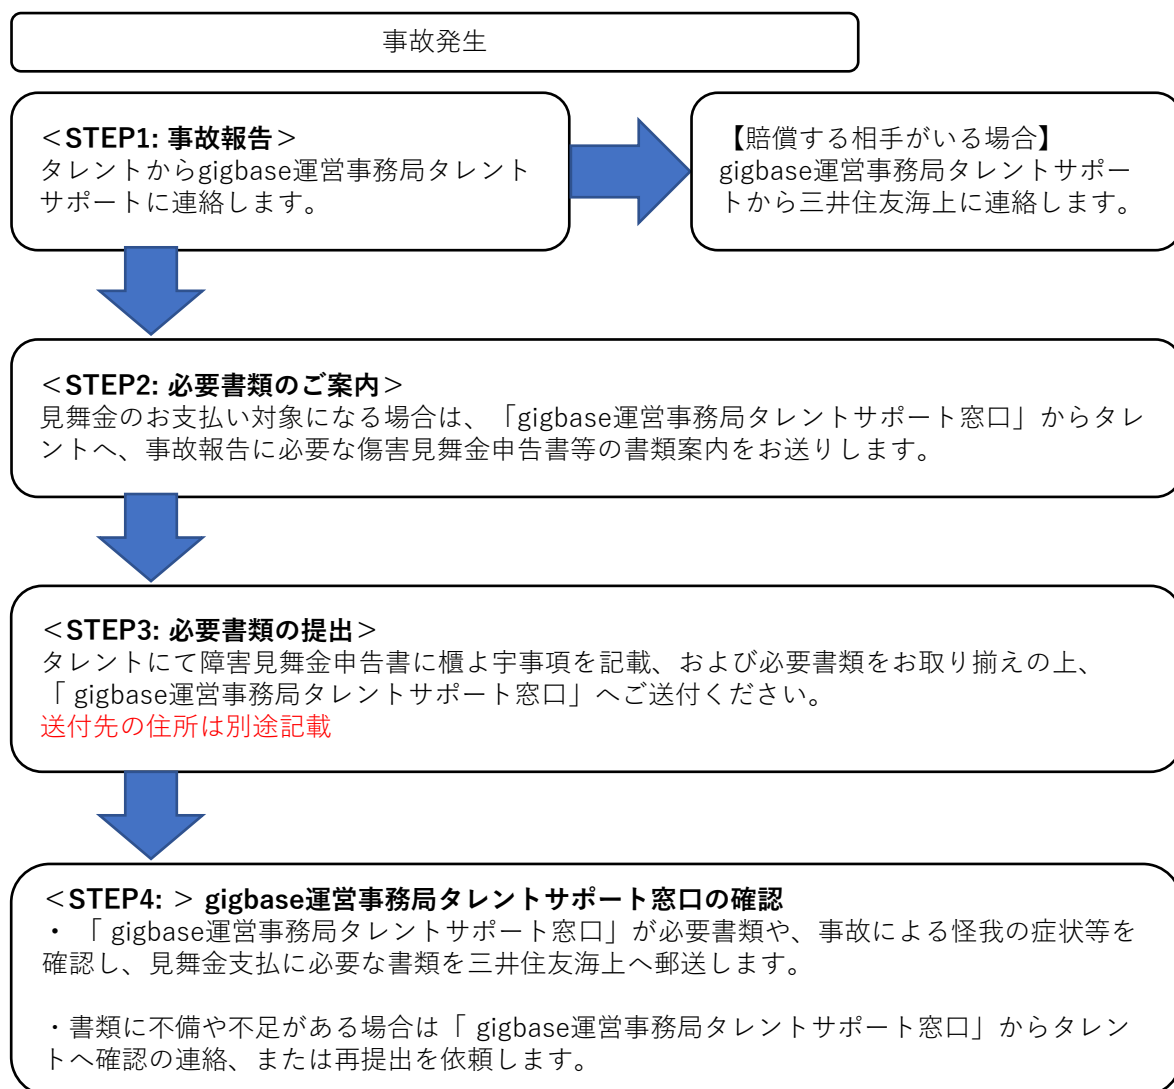 事故発生
＜STEP1: 事故報告＞
タレントからgigbase運営事務局タレント
サポートに連絡します。
【賠償する相手がいる場合】
gigbase運営事務局タレントサポー
トから三井住友海上に連絡します。
＜STEP2: 必要書類のご案内＞
見舞金のお支払い対象になる場合は、「gigbase運営事務局タレントサポート窓口」からタレ
ントへ、事故報告に必要な傷害見舞金申告書等の書類案内をお送りします。
＜STEP3: 必要書類の提出＞
タレントにて障害見舞金申告書に櫃よ宇事項を記載、および必要書類をお取り揃えの上、
「 gigbase運営事務局タレントサポート窓口」へご送付ください。
送付先の住所は別途記載
＜STEP4: ＞ gigbase運営事務局タレントサポート窓口の確認
・ 「 gigbase運営事務局タレントサポート窓口」が必要書類や、事故による怪我の症状等を
確認し、見舞金支払に必要な書類を三井住友海上へ郵送します。
・書類に不備や不足がある場合は「 gigbase運営事務局タレントサポート窓口」からタレン
トへ確認の連絡、または再提出を依頼します。